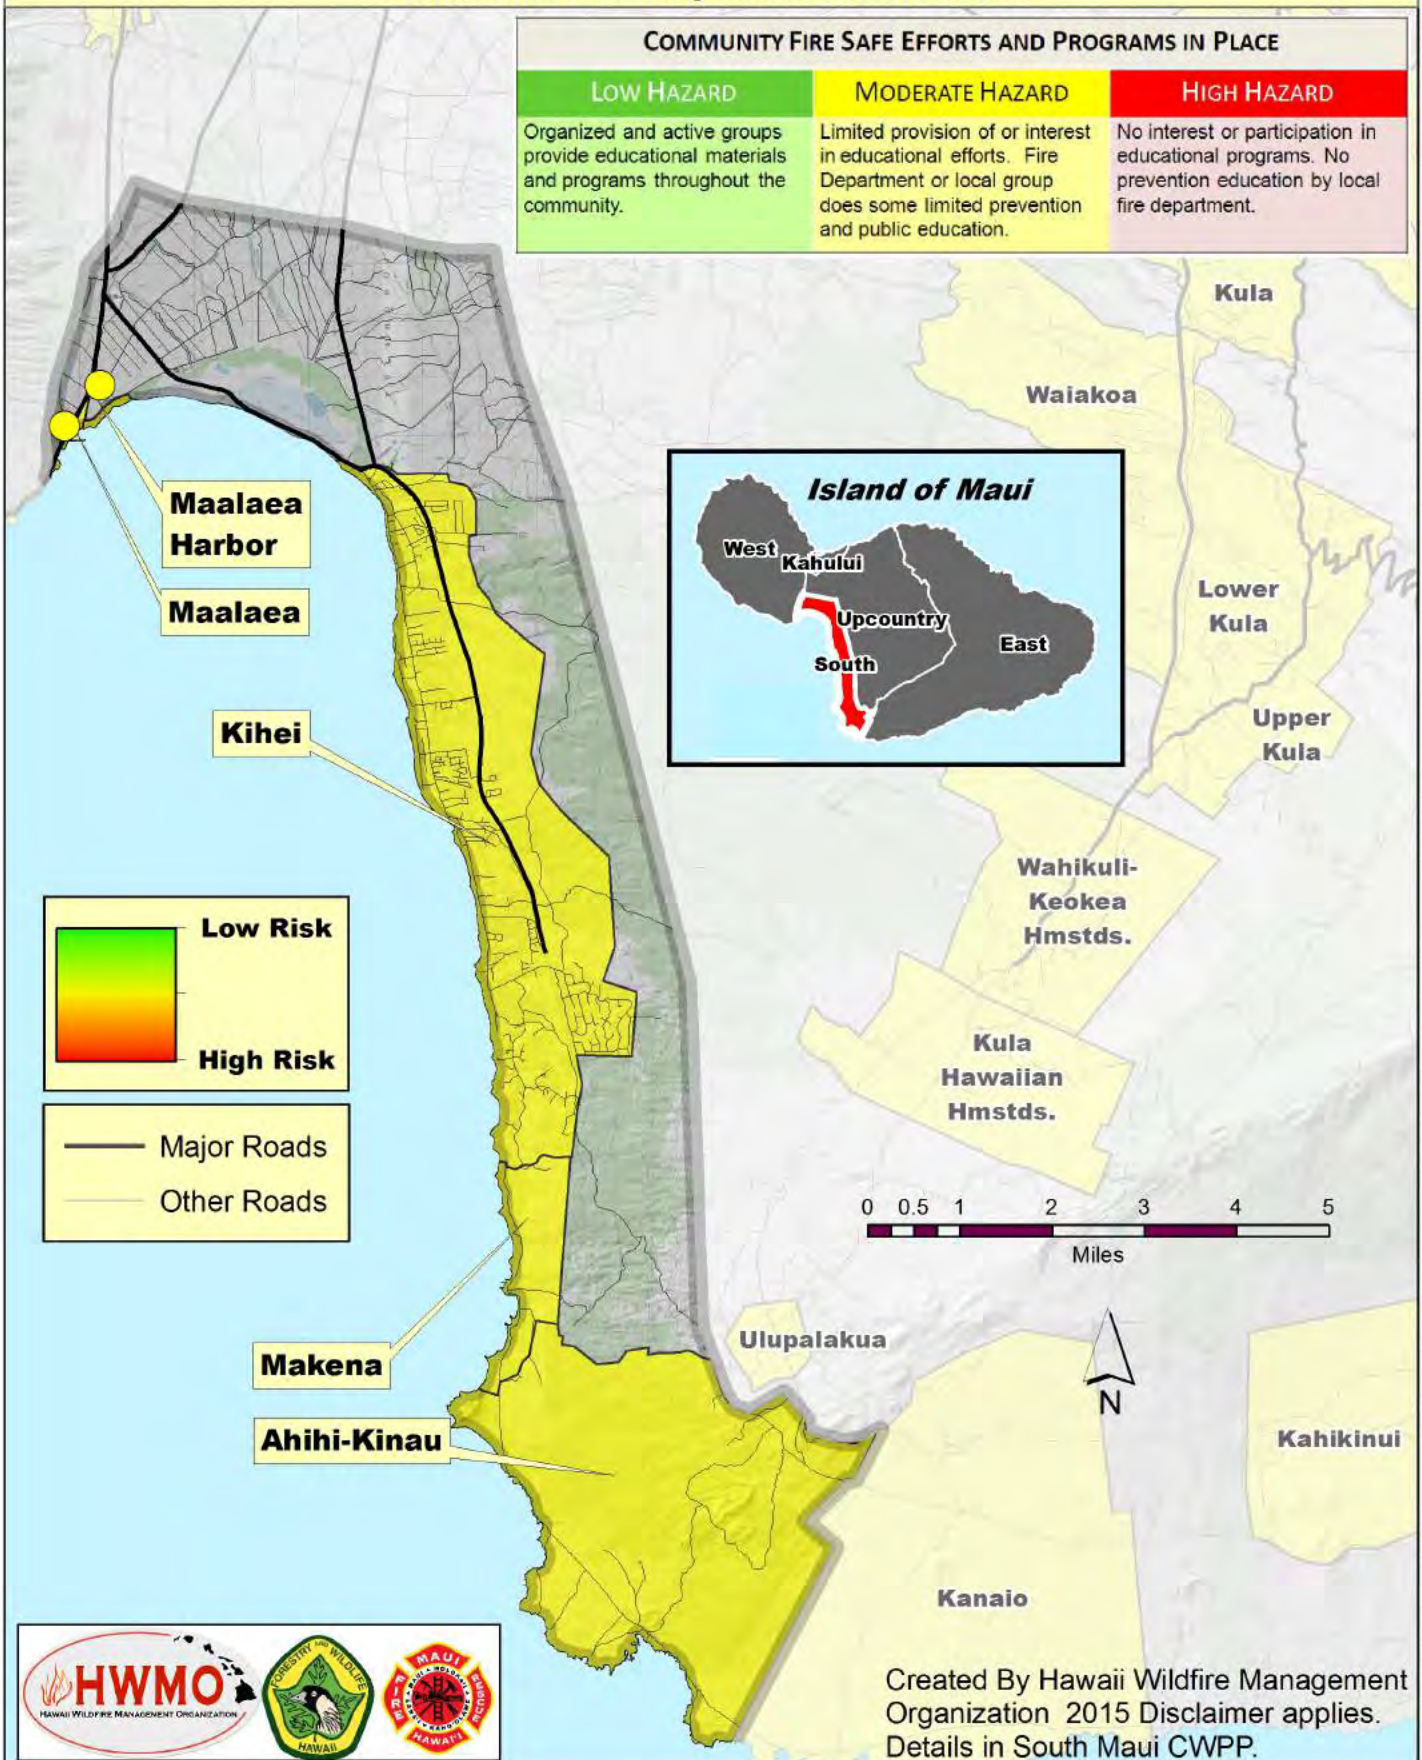 COMMUNITY FIRE SAFE EFFORTS AND PROGRAMS IN PLACE
LOW HAZARD
MODERATE HAZARD
HIGH HAZARD
Organized and active groups
provide educational materials
and programs throughout the
community.
Limited provision of or interest
in educational efforts. Fire
Department or local group
does some limited prevention
and public education.
No interest or participation in
educational programs. No
prevention education by local
fire department.
Kula
Waiakoa
Maalaea
Harbor
Maalaea
Island of Maui
West
Kahului
Upcountry
South
East
Lower
Kula
Upper
Kula
Kihei
Wahikuli-
Keokea
Hmstds.
Low Risk
High Risk
Kula
Hawaiian
Hmstds.
Major Roads
Other Roads
0 0.5 1 2 3 4 5
Miles
Ulupalakua
Makena
N
Ahihi-Kinau
Kahikinui
Kanaio
HWMO
HAWAII WILDFIRE MANAGEMENT ORGANIZATION
FORESTRY AND WILDLIFE
HAWAII
MAUI
FIRE
RESCUE
HAWAI'I
Created By Hawaii Wildfire Management
Organization 2015 Disclaimer applies.
Details in South Maui CWPP.